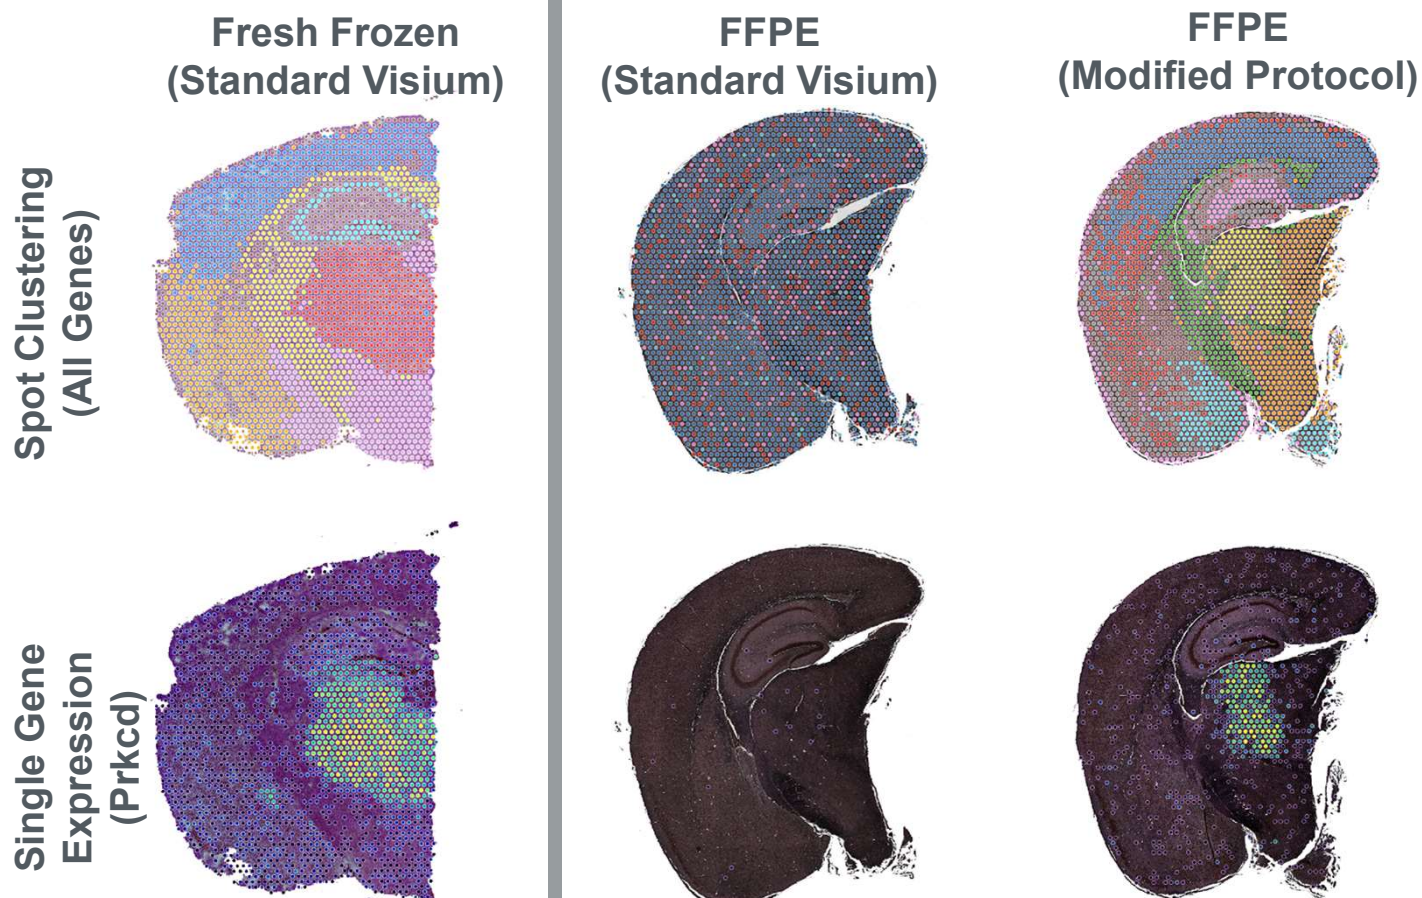 Fresh Frozen
(Standard Visium)
FFPE
(Standard Visium)
FFPE
(Modified Protocol)
Spot Clustering
(All Genes)
Single Gene
Expression
(Prkcd)